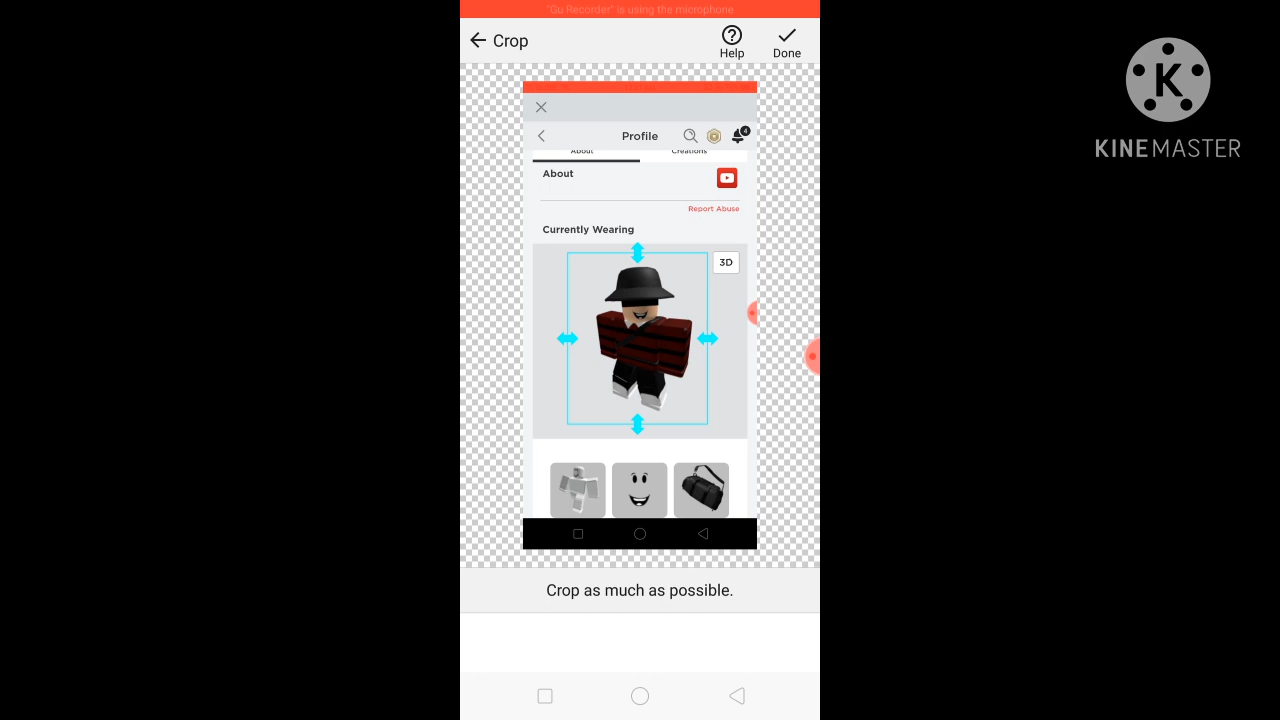 "Gu Recorder" is using the microphone
Crop
Help
Done
K
KINEMASTER
Profile
4
About
Creations
About
Report Abuse
Currently Wearing
3D
Crop as much as possible.